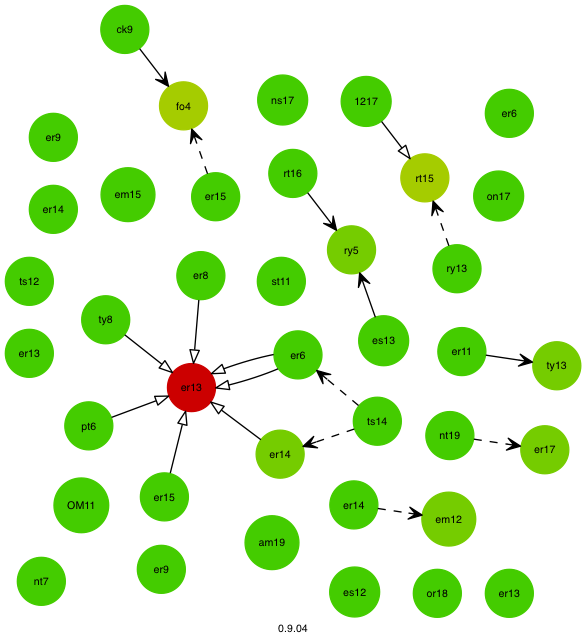 ck9
fo4
ns17
1217
er6
er9
rt15
rt16
em15
er15
on17
er14
ry5
ry13
er8
st11
ts12
ty8
es13
er13
er6
er11
ty13
er13
pt6
ts14
nt19
er17
er14
er15
OM11
er14
em12
am19
er9
nt7
es12
or18
er13
0.9.04